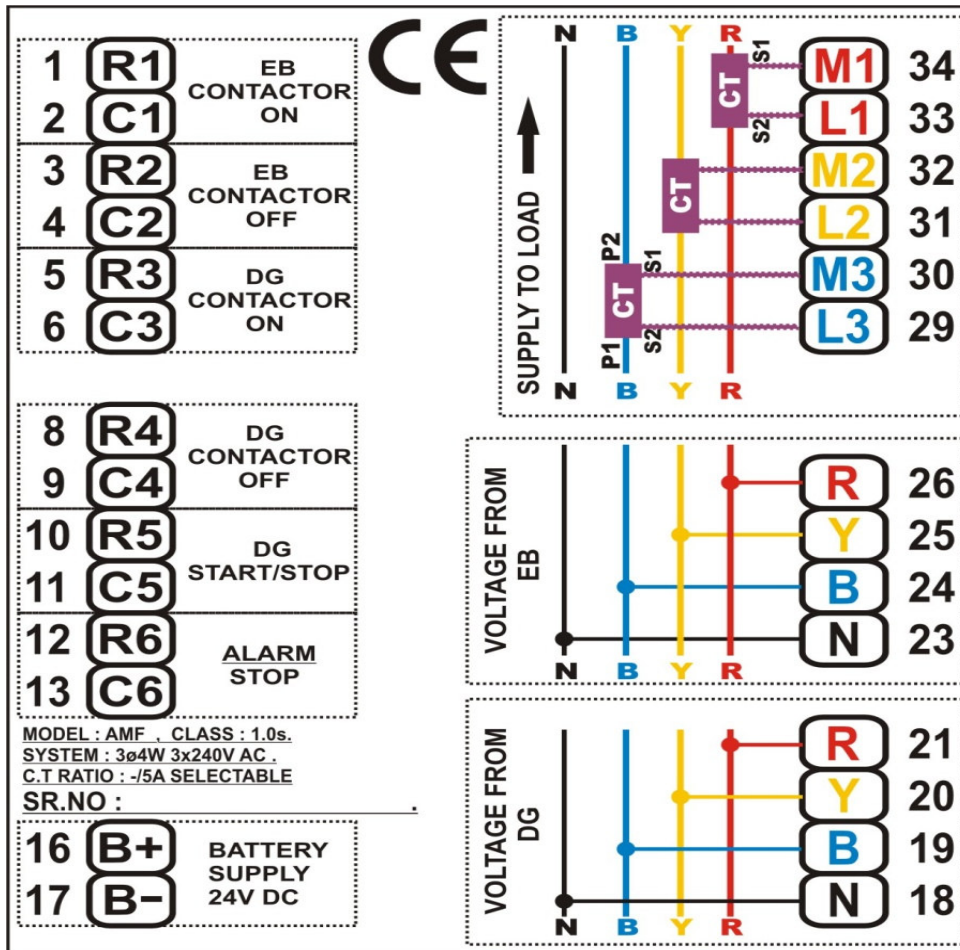 CE
1 R1 EB
CONTACTOR
2 C1 ON
3 R2 EB
CONTACTOR
4 C2 OFF
5 R3 DG
CONTACTOR
6 C3 ON
8 R4 DG
CONTACTOR
9 C4 OFF
10 R5 DG
START/STOP
11 C5
12 R6 ALARM
STOP
13 C6
MODEL : AMF , CLASS : 1.0s.
SYSTEM : 3ø4W 3x240V AC .
C.T RATIO : -/5A SELECTABLE
SR.NO : .
16 B+ BATTERY
SUPPLY
17 B- 24V DC
N B Y R
SUPPLY TO LOAD
CT S1 M1 34
S2 L1 33
CT M2 32
L2 31
P2 S1 M3 30
CT
P1 S2 L3 29
N B Y R
VOLTAGE FROM
EB
R 26
Y 25
B 24
N 23
N B Y R
VOLTAGE FROM
DG
R 21
Y 20
B 19
N 18
N B Y R